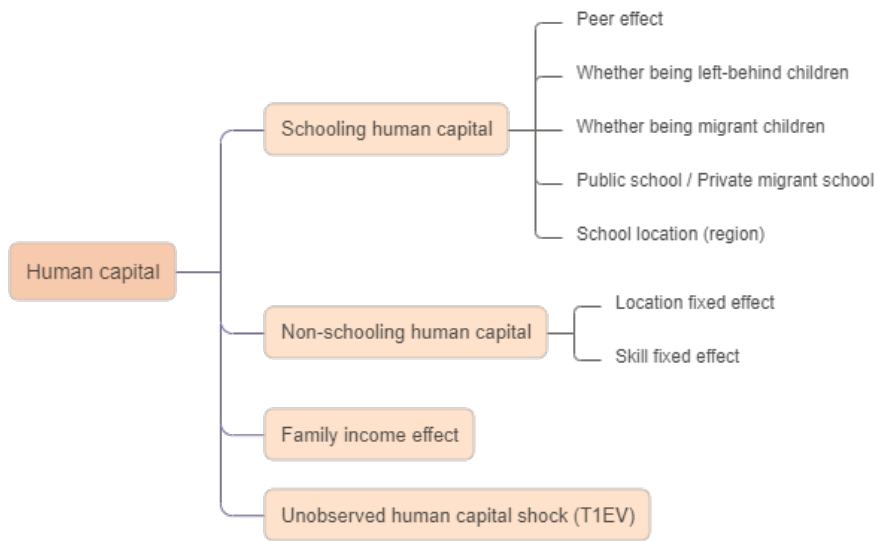 Human capital
Schooling human capital
Peer effect
Whether being left-behind children
Whether being migrant children
Public school / Private migrant school
School location (region)
Non-schooling human capital
Location fixed effect
Skill fixed effect
Family income effect
Unobserved human capital shock (T1EV)